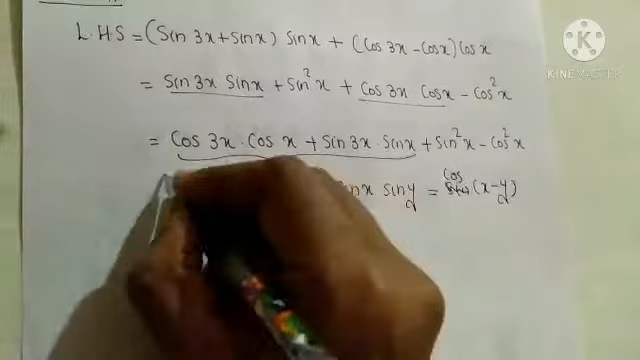 L.H.S = (Sin 3x + Sin x) Sin x + (Cos 3x - Cos x) Cos x
= Sin 3x Sin x + Sin²x + Cos 3x Cos x - Cos²x
= Cos 3x · Cos x + Sin 3x · Sin x + Sin²x - Cos²x
x Sin y = Cos (x - y)
KINEMASTER